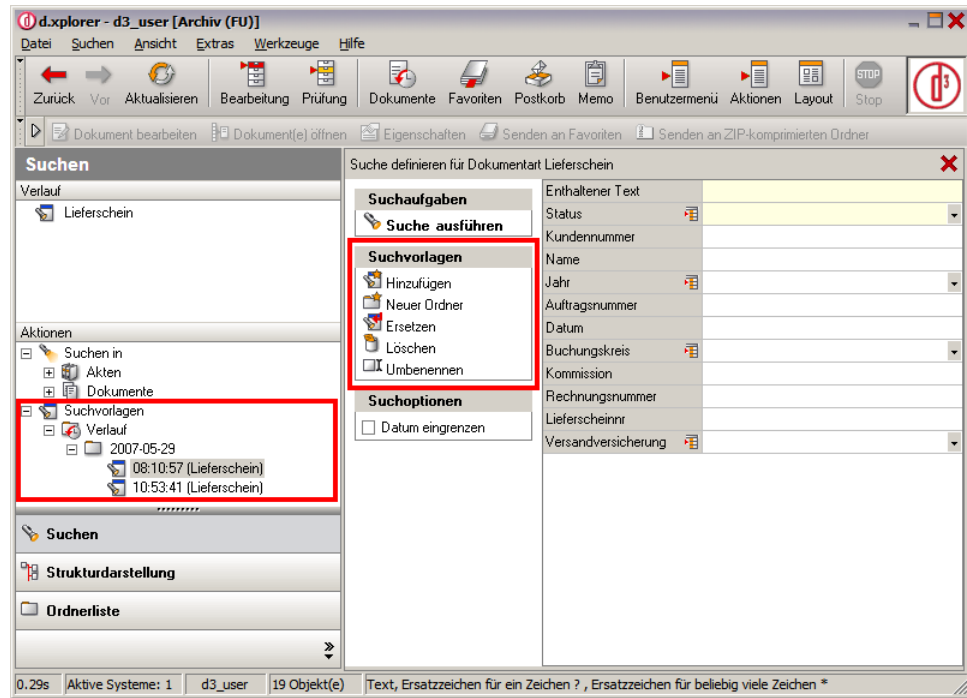 d.xplorer - d3_user [Archiv (FU)]
Datei Suchen Ansicht Extras Werkzeuge Hilfe
Zurück Vor Aktualisieren Bearbeitung Prüfung Dokumente Favoriten Postkorb Memo Benutzermenü Aktionen Layout Stop
STOP
d3
Dokument bearbeiten Dokument(e) öffnen Eigenschaften Senden an Favoriten Senden an ZIP-komprimierten Ordner
Suchen
Verlauf
Lieferschein
Aktionen
Suchen in
Akten
Dokumente
Suchvorlagen
Verlauf
2007-05-29
08:10:57 (Lieferschein)
10:53:41 (Lieferschein)
Suchen
Strukturdarstellung
Ordnerliste
Suche definieren für Dokumentart Lieferschein
Suchaufgaben
Suche ausführen
Suchvorlagen
Hinzufügen
Neuer Ordner
Ersetzen
Löschen
Umbenennen
Suchoptionen
Datum eingrenzen
Enthaltener Text
Status
Kundennummer
Name
Jahr
Auftragsnummer
Datum
Buchungskreis
Kommission
Rechnungsnummer
Lieferscheinnr
Versandversicherung
0.29s Aktive Systeme: 1 d3_user 19 Objekt(e) Text, Ersatzzeichen für ein Zeichen ? , Ersatzzeichen für beliebig viele Zeichen *